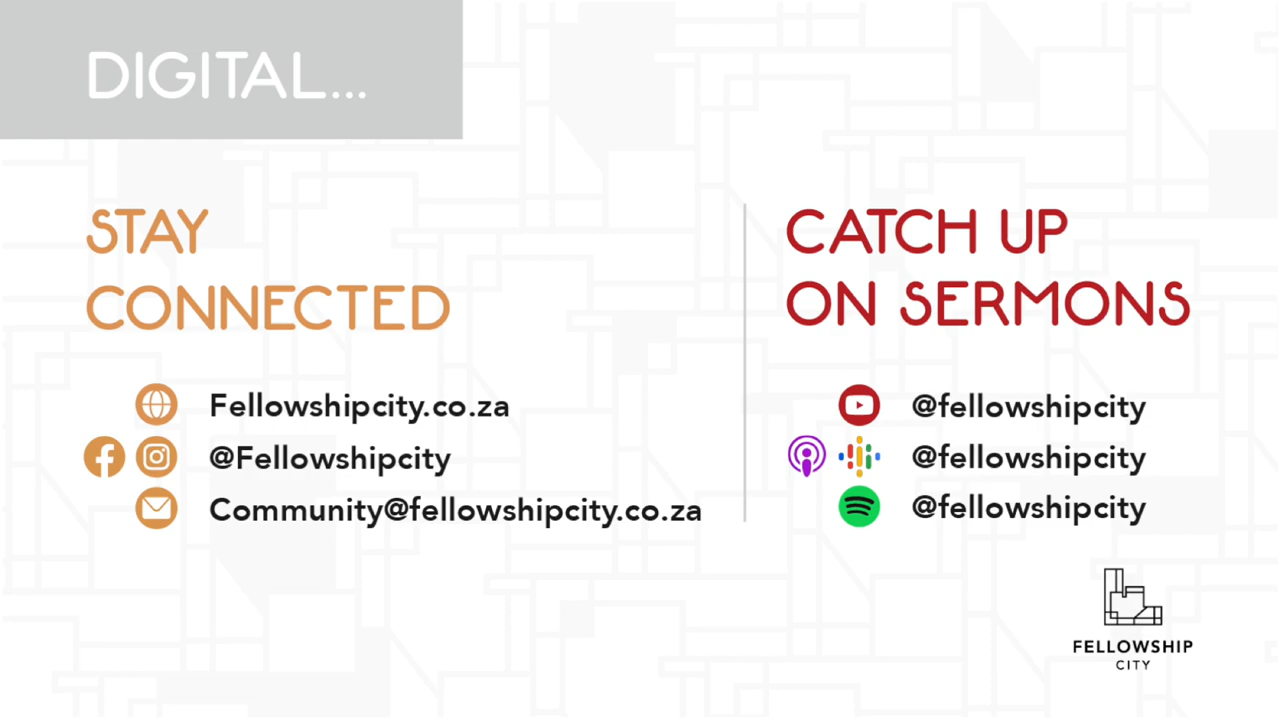 DIGITAL...
STAY
CONNECTED
Fellowshipcity.co.za
@Fellowshipcity
Community@fellowshipcity.co.za
CATCH UP
ON SERMONS
@fellowshipcity
@fellowshipcity
@fellowshipcity
FELLOWSHIP
CITY